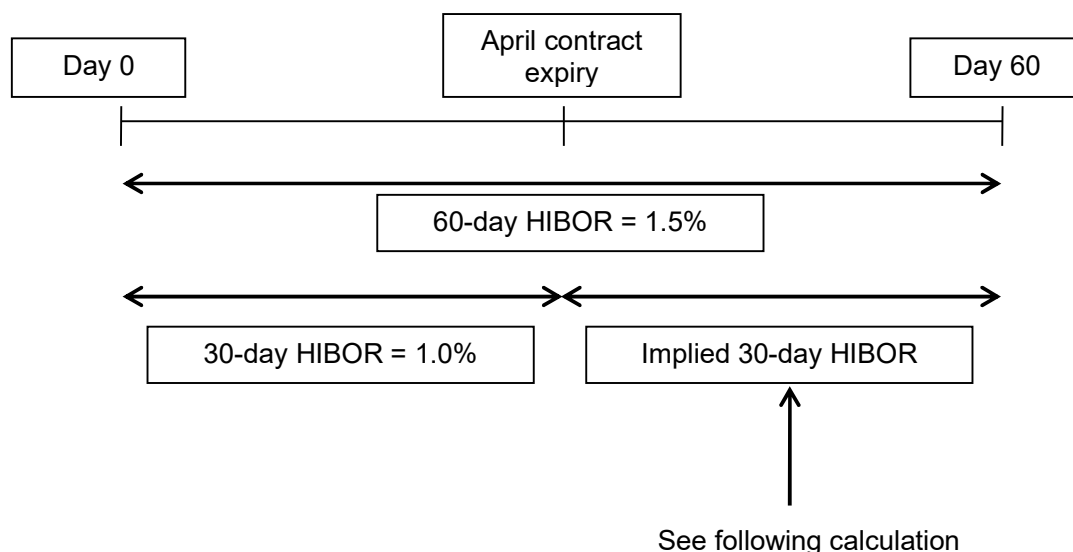 Day 0
April contract
expiry
Day 60
60-day HIBOR = 1.5%
30-day HIBOR = 1.0%
Implied 30-day HIBOR
See following calculation